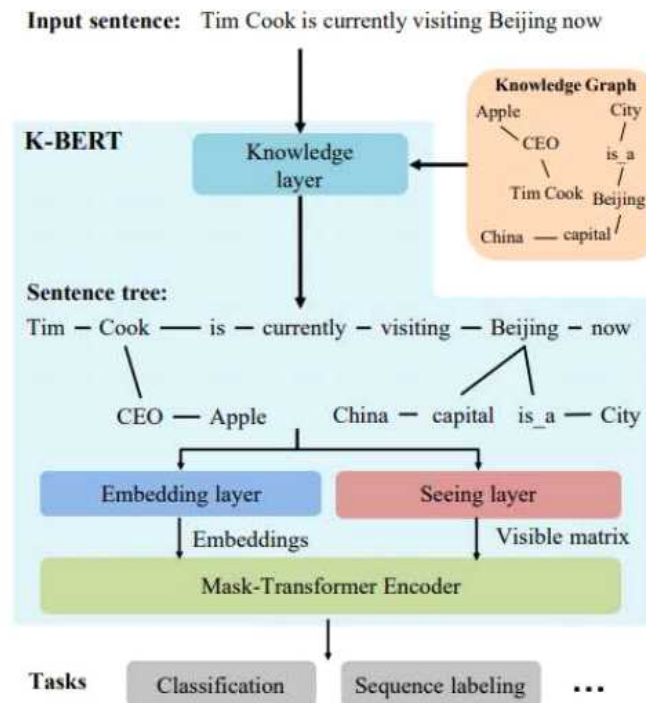 Input sentence: Tim Cook is currently visiting Beijing now
Knowledge Graph
Apple
City
CEO
is_a
Tim Cook
Beijing
China
capital
K-BERT
Knowledge
layer
Sentence tree:
Tim Cook is currently visiting Beijing now
CEO Apple China capital is_a City
Embedding layer
Seeing layer
Embeddings
Visible matrix
Mask-Transformer Encoder
Tasks
Classification
Sequence labeling
...